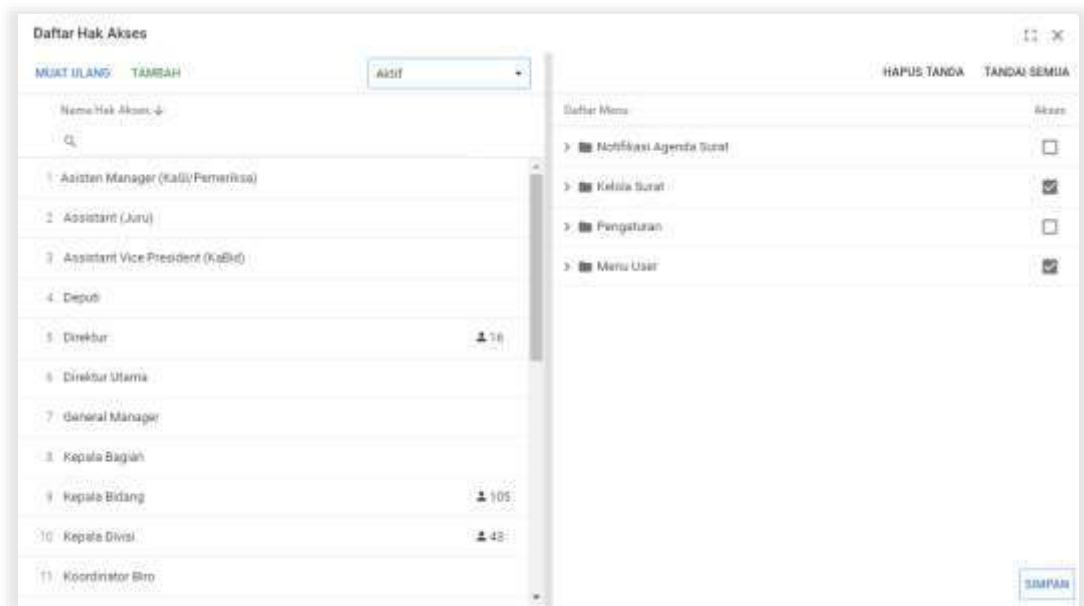 Daftar Hak Akses
MUAT ULANG TAMBAH Aktif HAPUS TANDA TANDAI SEMUA
Nama Hak Akses Daftar Menu Akses
Notifikasi Agenda Surat
1 Asisten Manager (KaSi/Pemeriksa)
Kelola Surat
2 Assistant (Juru)
Pengaturan
3 Assistant Vice President (KaBid)
Menu User
4 Deputi
5 Direktur 16
6 Direktur Utama
7 General Manager
8 Kepala Bagian
9 Kepala Bidang 105
10 Kepala Divisi 43
11 Koordinator Biro
SIMPAN